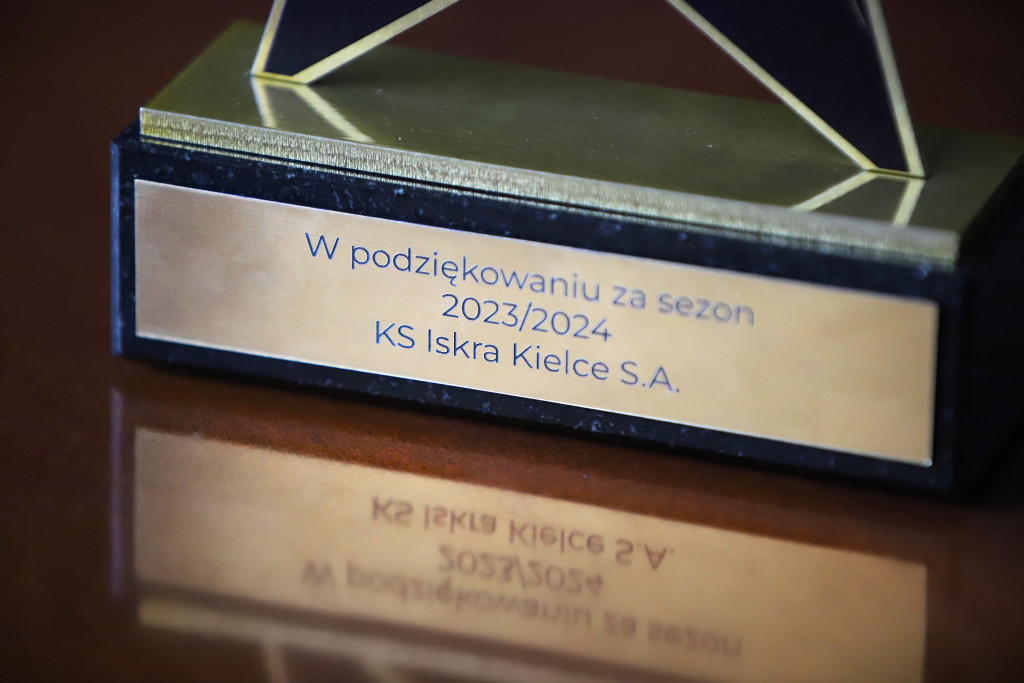 W podziękowaniu za sezon
2023/2024
KS Iskra Kielce S.A.